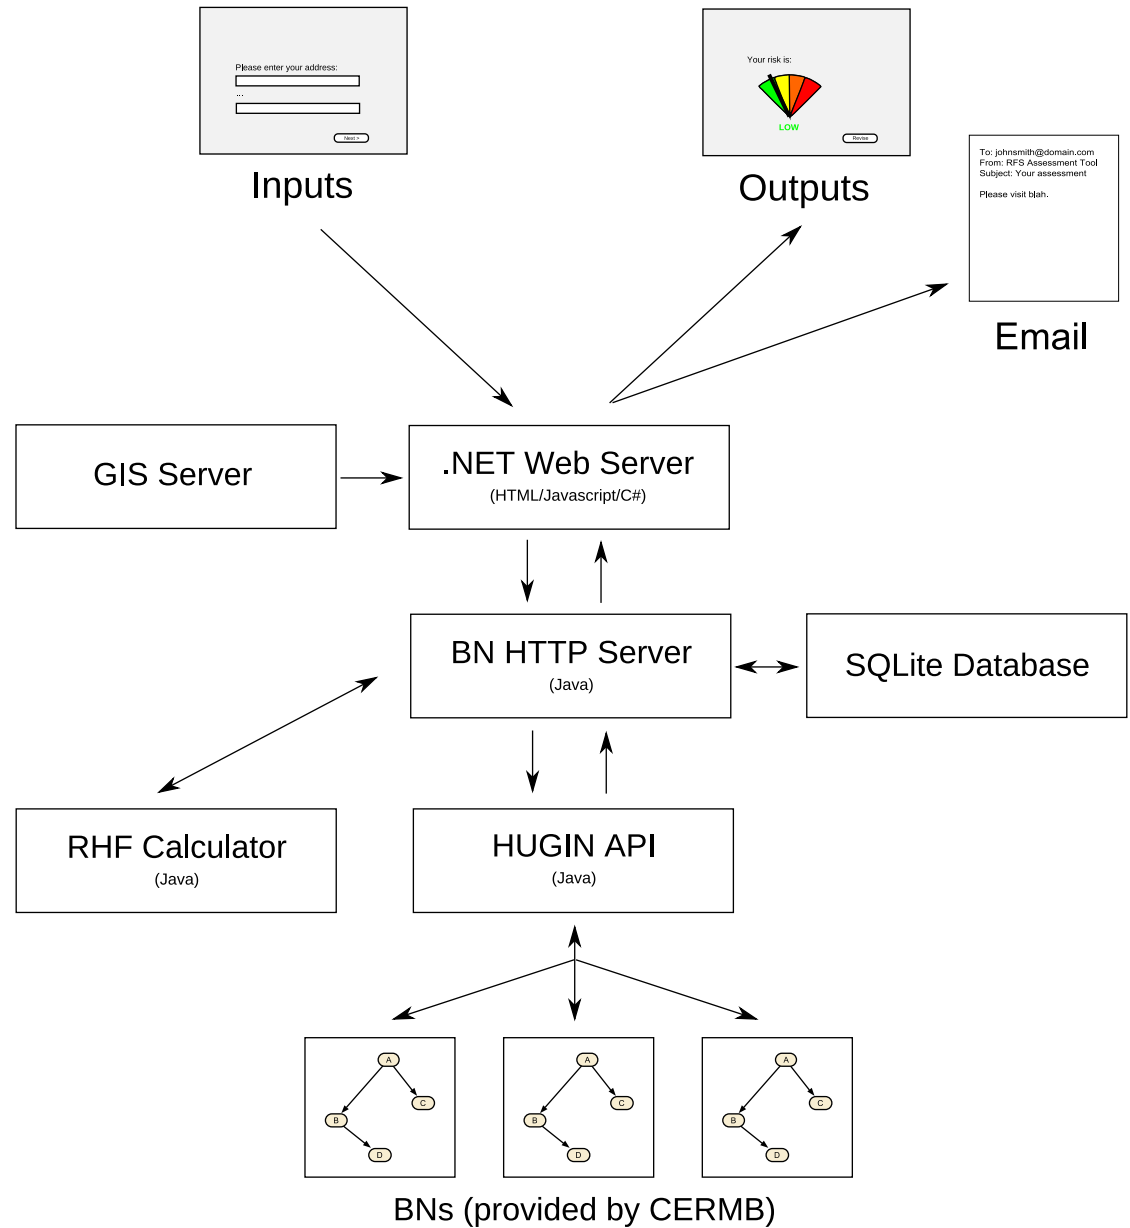 Please enter your address:
...
Next >
Inputs
Your risk is:
LOW
Revise
Outputs
To: johnsmith@domain.com
From: RFS Assessment Tool
Subject: Your assessment
Please visit blah.
Email
GIS Server
.NET Web Server
(HTML/Javascript/C#)
BN HTTP Server
(Java)
SQLite Database
RHF Calculator
(Java)
HUGIN API
(Java)
A
C
B
D
A
C
B
D
A
C
B
D
BNs (provided by CERMB)